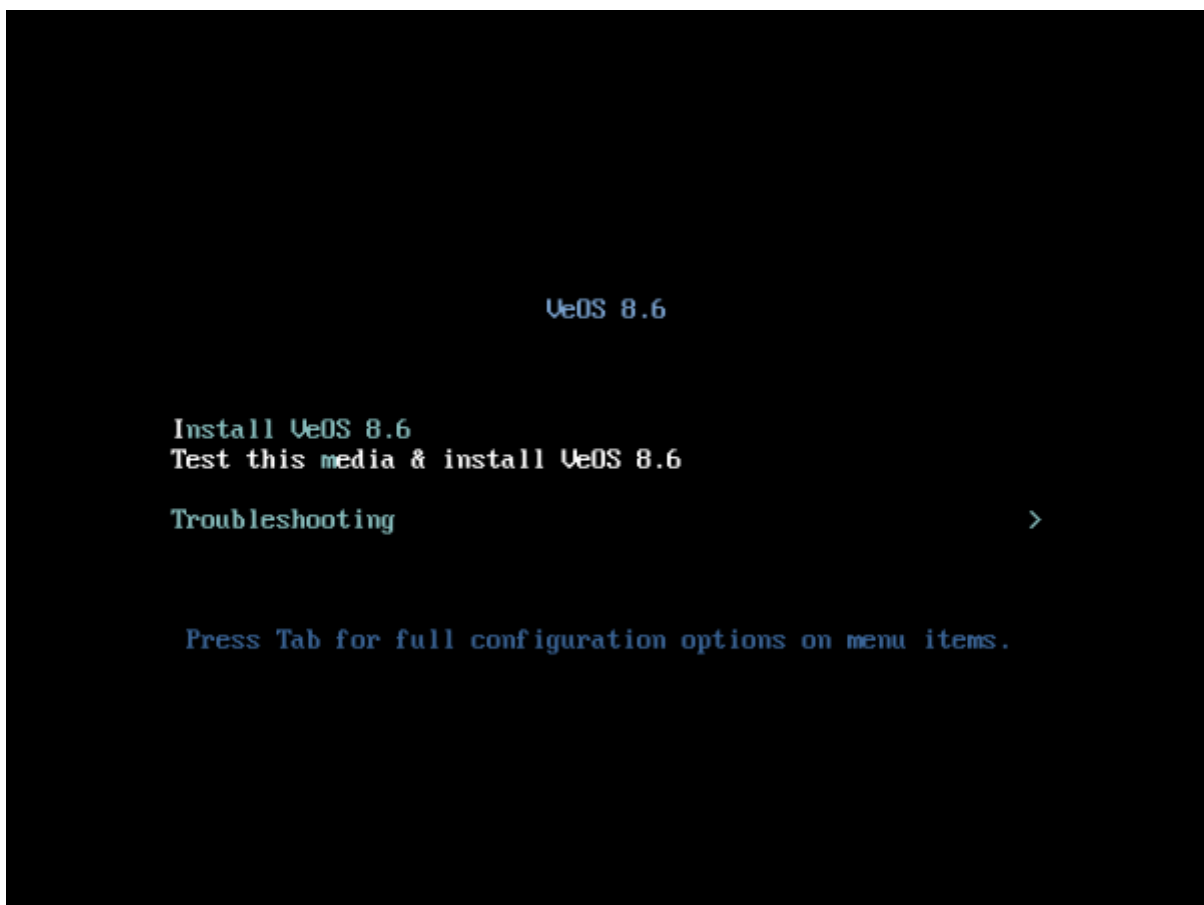 VeOS 8.6
Install VeOS 8.6
Test this media & install VeOS 8.6
Troubleshooting >
Press Tab for full configuration options on menu items.